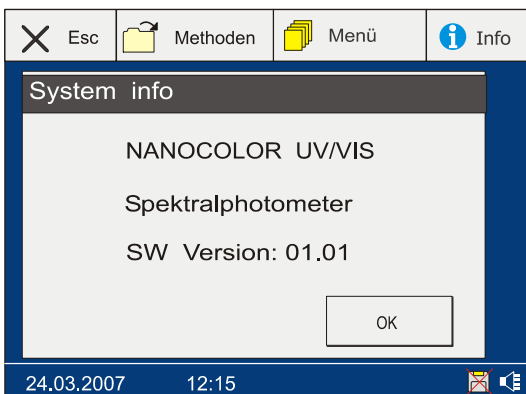 Esc Methoden Menü Info
System info
NANOCOLOR UV/VIS
Spektralphotometer
SW Version: 01.01
OK
24.03.2007 12:15